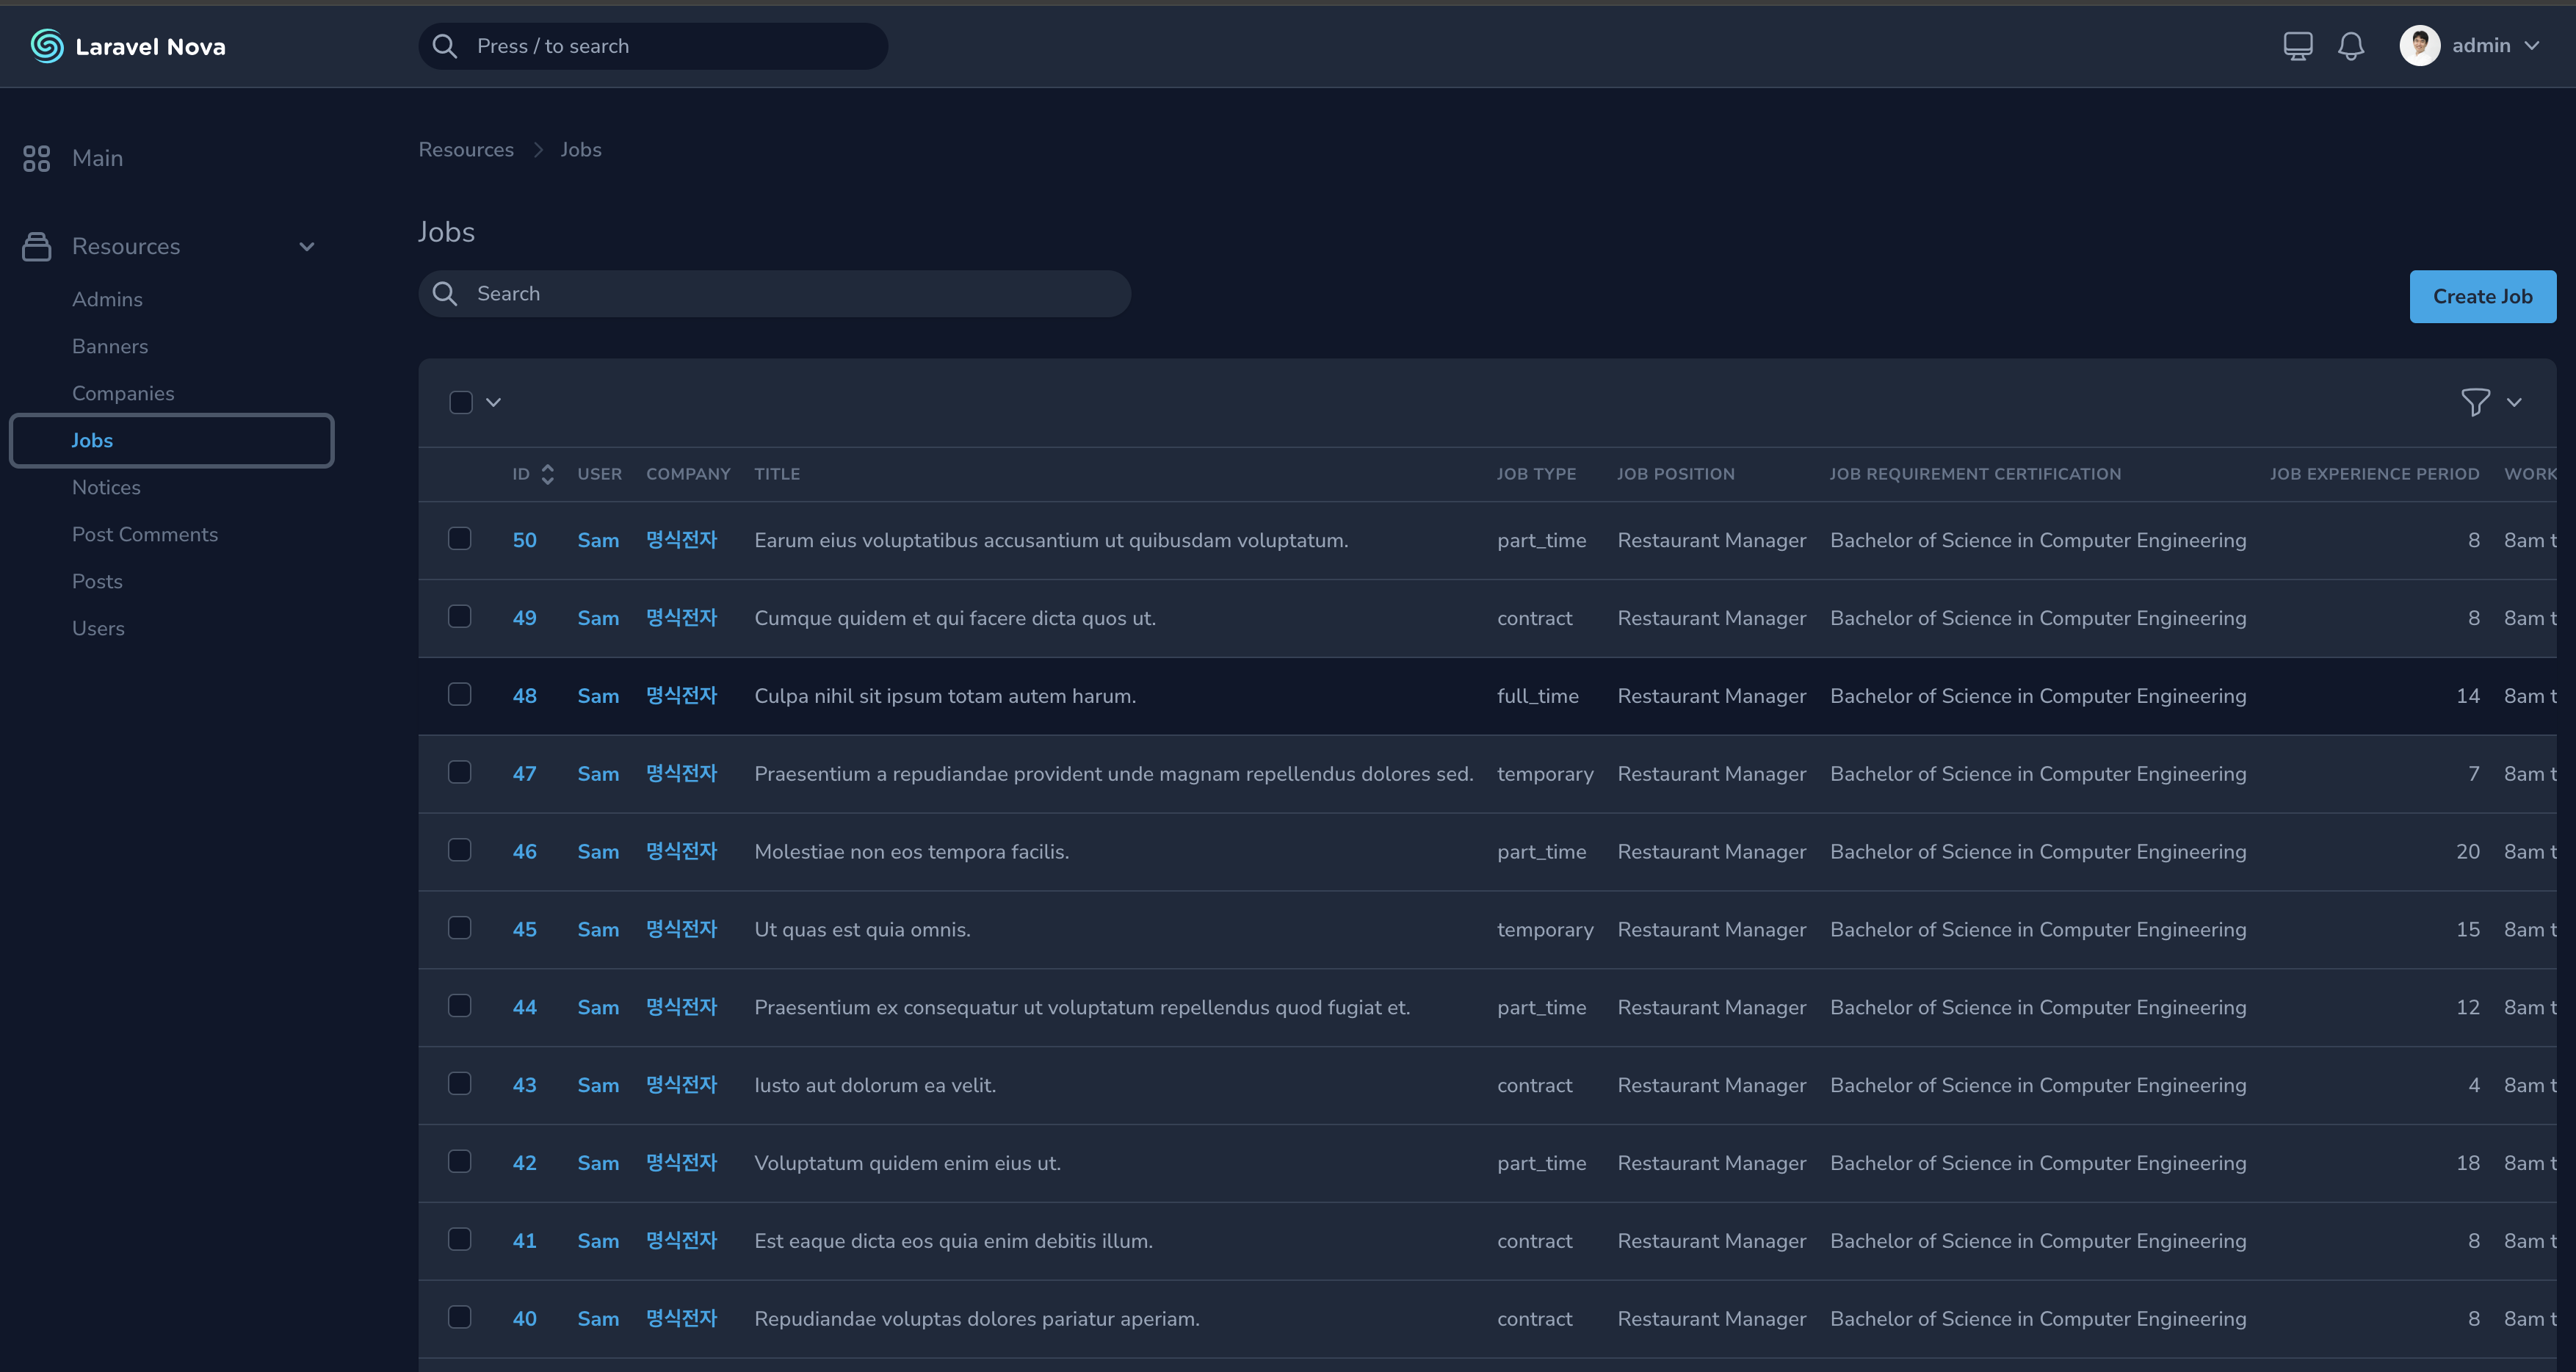 Laravel Nova
Press / to search
admin
Main
Resources
Admins
Banners
Companies
Jobs
Notices
Post Comments
Posts
Users
Resources > Jobs
Jobs
Search
Create Job
ID USER COMPANY TITLE JOB TYPE JOB POSITION JOB REQUIREMENT CERTIFICATION JOB EXPERIENCE PERIOD WORK
50 Sam 명식전자 Earum eius voluptatibus accusantium ut quibusdam voluptatum. part_time Restaurant Manager Bachelor of Science in Computer Engineering 8 8am t
49 Sam 명식전자 Cumque quidem et qui facere dicta quos ut. contract Restaurant Manager Bachelor of Science in Computer Engineering 8 8am t
48 Sam 명식전자 Culpa nihil sit ipsum totam autem harum. full_time Restaurant Manager Bachelor of Science in Computer Engineering 14 8am t
47 Sam 명식전자 Praesentium a repudiandae provident unde magnam repellendus dolores sed. temporary Restaurant Manager Bachelor of Science in Computer Engineering 7 8am t
46 Sam 명식전자 Molestiae non eos tempora facilis. part_time Restaurant Manager Bachelor of Science in Computer Engineering 20 8am t
45 Sam 명식전자 Ut quas est quia omnis. temporary Restaurant Manager Bachelor of Science in Computer Engineering 15 8am t
44 Sam 명식전자 Praesentium ex consequatur ut voluptatum repellendus quod fugiat et. part_time Restaurant Manager Bachelor of Science in Computer Engineering 12 8am t
43 Sam 명식전자 Iusto aut dolorum ea velit. contract Restaurant Manager Bachelor of Science in Computer Engineering 4 8am t
42 Sam 명식전자 Voluptatum quidem enim eius ut. part_time Restaurant Manager Bachelor of Science in Computer Engineering 18 8am t
41 Sam 명식전자 Est eaque dicta eos quia enim debitis illum. contract Restaurant Manager Bachelor of Science in Computer Engineering 8 8am t
40 Sam 명식전자 Repudiandae voluptas dolores pariatur aperiam. contract Restaurant Manager Bachelor of Science in Computer Engineering 8 8am t